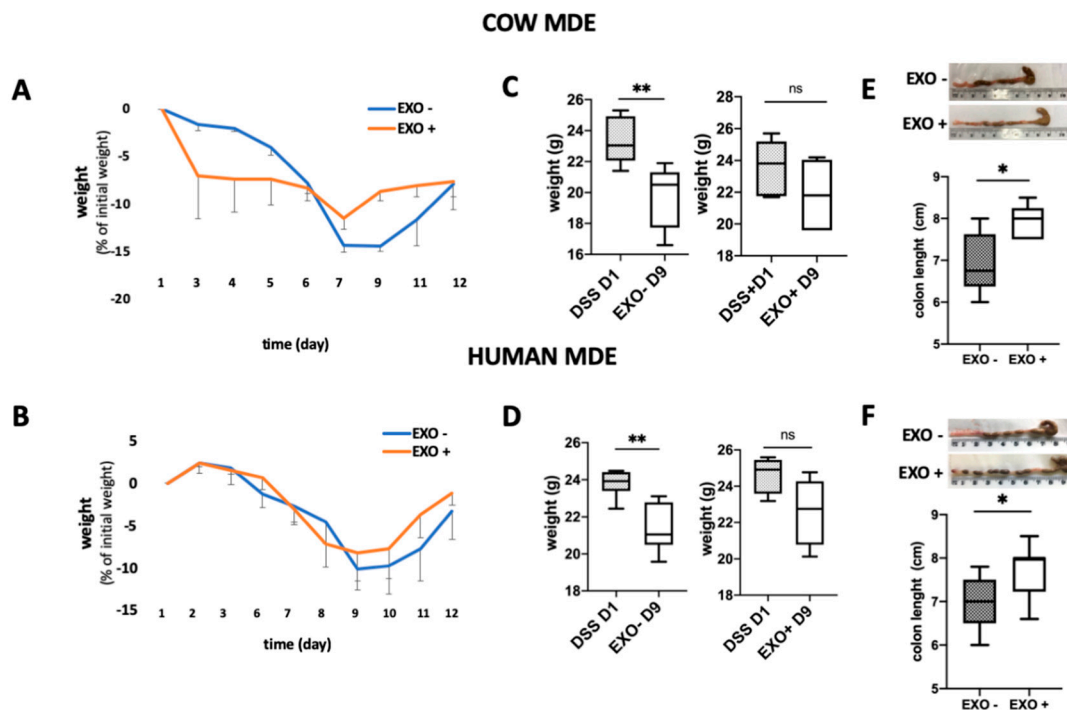 COW MDE
A
EXO -
EXO +
weight
(% of initial weight)
0
-5
-10
-15
-20
1 3 4 5 6 7 9 11 12
time (day)
C
**
weight (g)
26
24
22
20
18
16
DSS D1
EXO- D9
ns
weight (g)
28
26
24
22
20
18
DSS+D1
EXO+ D9
E
EXO -
EXO +
*
colon lenght (cm)
9
8
7
6
5
EXO - EXO +
HUMAN MDE
B
EXO -
EXO +
weight
(% of initial weight)
5
0
-5
-10
-15
1 2 3 6 7 8 9 10 11 12
time (day)
D
**
weight (g)
26
24
22
20
18
DSS D1
EXO- D9
ns
weight (g)
28
26
24
22
20
18
DSS D1
EXO+ D9
F
EXO -
EXO +
*
colon lenght (cm)
9
8
7
6
5
EXO - EXO +